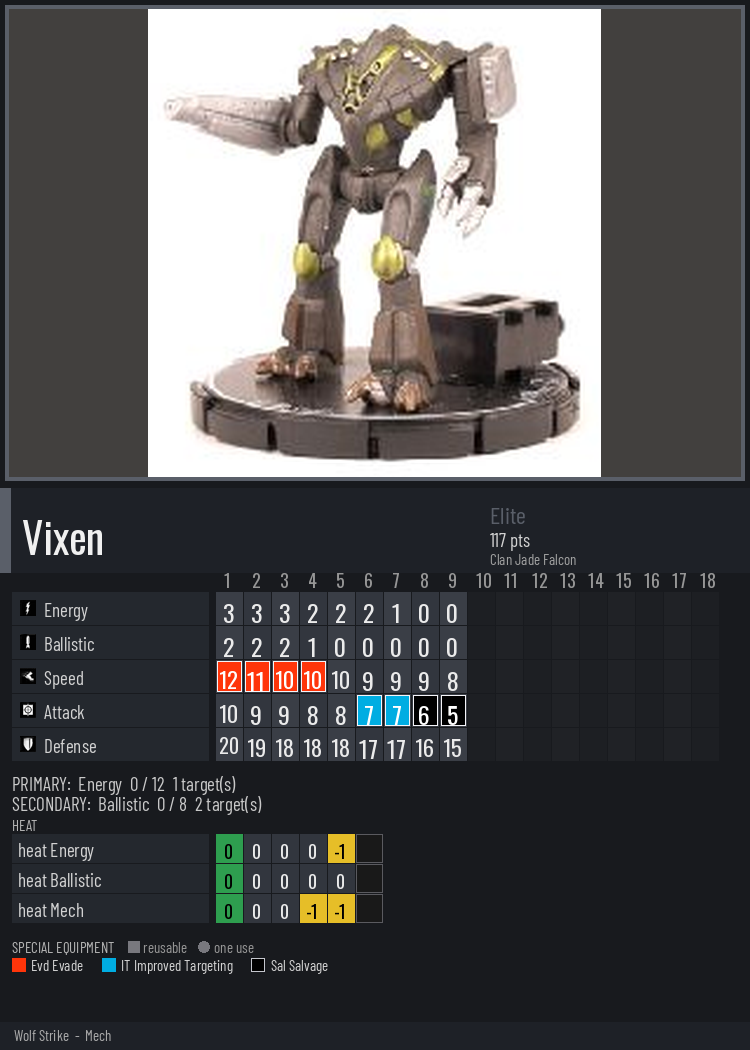 Vixen
Elite
117 pts
Clan Jade Falcon
1 2 3 4 5 6 7 8 9 10 11 12 13 14 15 16 17 18
Energy 3 3 3 2 2 2 1 0 0
Ballistic 2 2 2 1 0 0 0 0 0
Speed 12 11 10 10 10 9 9 9 8
Attack 10 9 9 8 8 7 7 6 5
Defense 20 19 18 18 18 17 17 16 15
PRIMARY: Energy 0 / 12 1 target(s)
SECONDARY: Ballistic 0 / 8 2 target(s)
HEAT
heat Energy 0 0 0 0 -1
heat Ballistic 0 0 0 0 0
heat Mech 0 0 0 -1 -1
SPECIAL EQUIPMENT reusable one use
Evd Evade IT Improved Targeting Sal Salvage
Wolf Strike - Mech